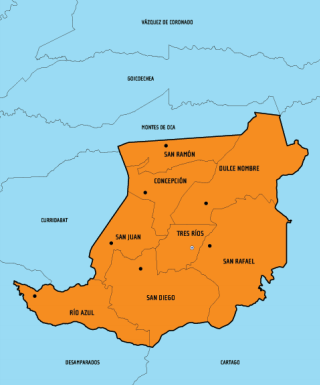 VÁZQUEZ DE CORONADO
GOICOECHEA
MONTES DE OCA
SAN RAMÓN
DULCE NOMBRE
CONCEPCIÓN
CURRIDABAT
TRES RÍOS
SAN JUAN
SAN RAFAEL
SAN DIEGO
RÍO AZUL
DESAMPARADOS
CARTAGO